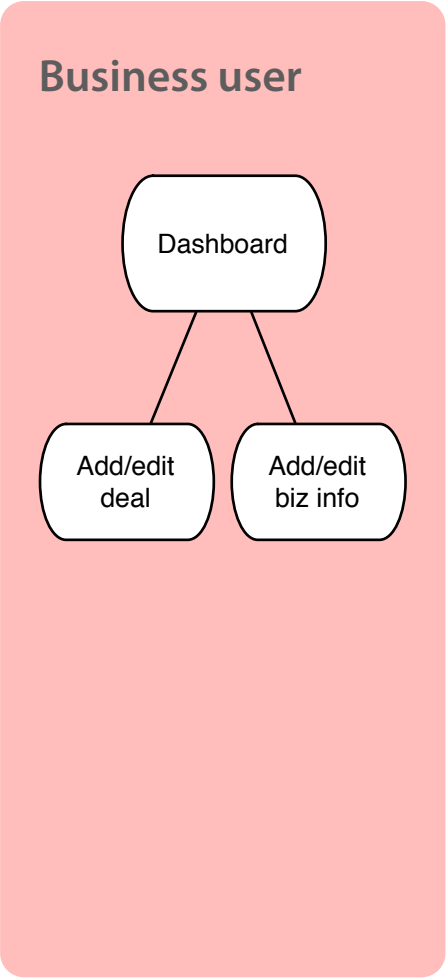 Business user
Dashboard
Add/edit
deal
Add/edit
biz info